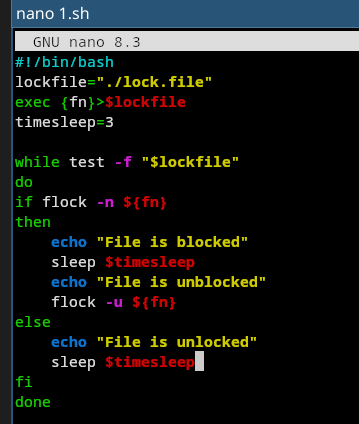 nano 1.sh
GNU nano 8.3
#!/bin/bash
lockfile="./lock.file"
exec {fn}>$lockfile
timesleep=3

while test -f "$lockfile"
do
if flock -n ${fn}
then
    echo "File is blocked"
    sleep $timesleep
    echo "File is unblocked"
    flock -u ${fn}
else
    echo "File is unlocked"
    sleep $timesleep
fi
done